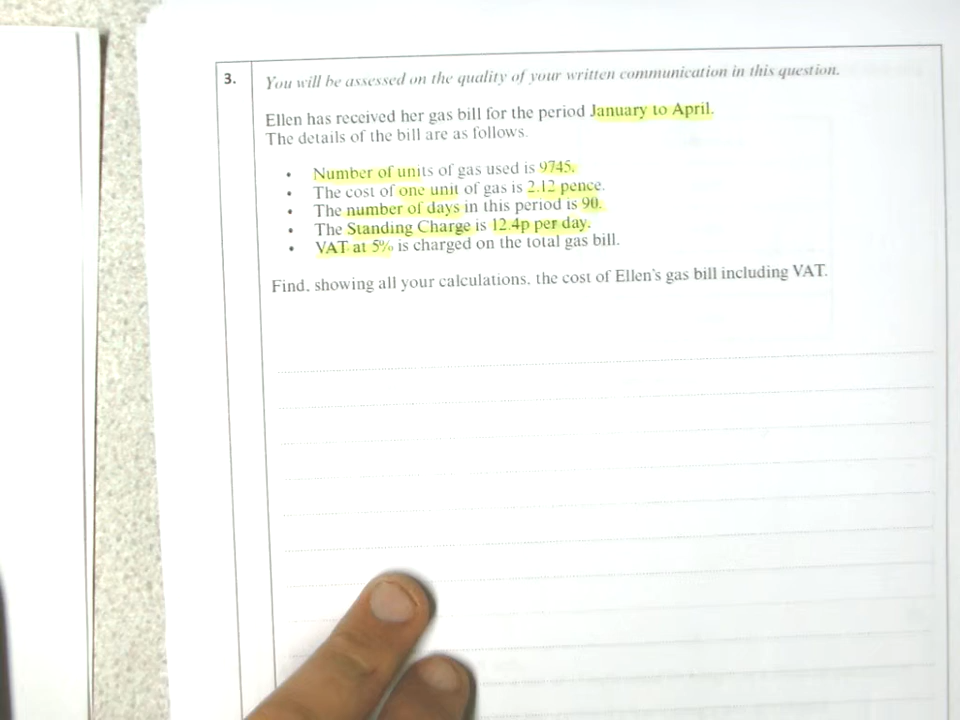 3.
You will be assessed on the quality of your written communication in this question.
Ellen has received her gas bill for the period January to April.
The details of the bill are as follows.
• Number of units of gas used is 9745.
• The cost of one unit of gas is 2.12 pence.
• The number of days in this period is 90.
• The Standing Charge is 12.4p per day.
• VAT at 5% is charged on the total gas bill.
Find, showing all your calculations, the cost of Ellen's gas bill including VAT.